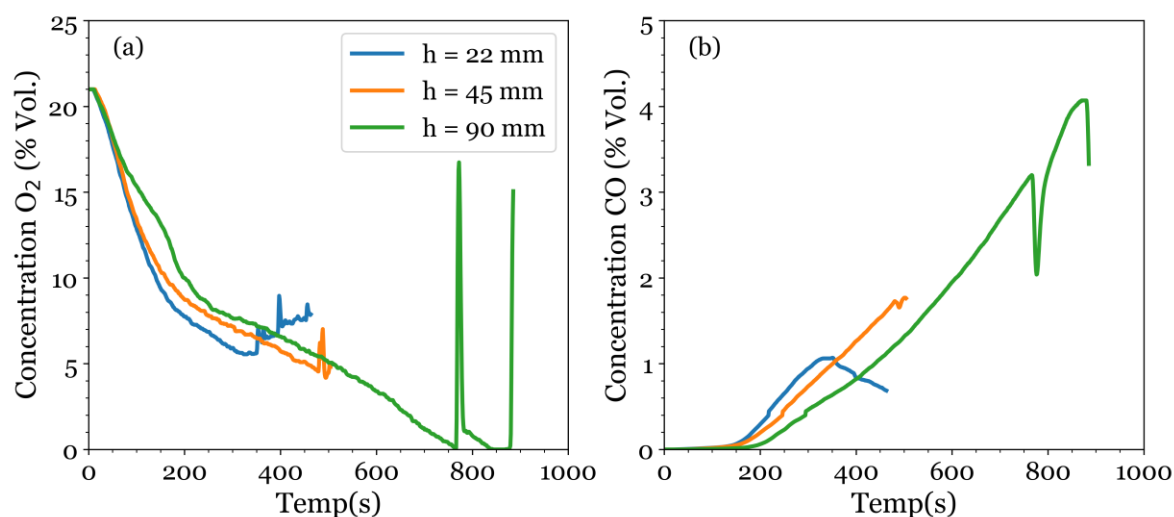 (a)
h = 22 mm
h = 45 mm
h = 90 mm
Concentration O₂ (% Vol.)
25
20
15
10
5
0
0 200 400 600 800 1000
Temp(s)
(b)
Concentration CO (% Vol.)
5
4
3
2
1
0
0 200 400 600 800 1000
Temp(s)